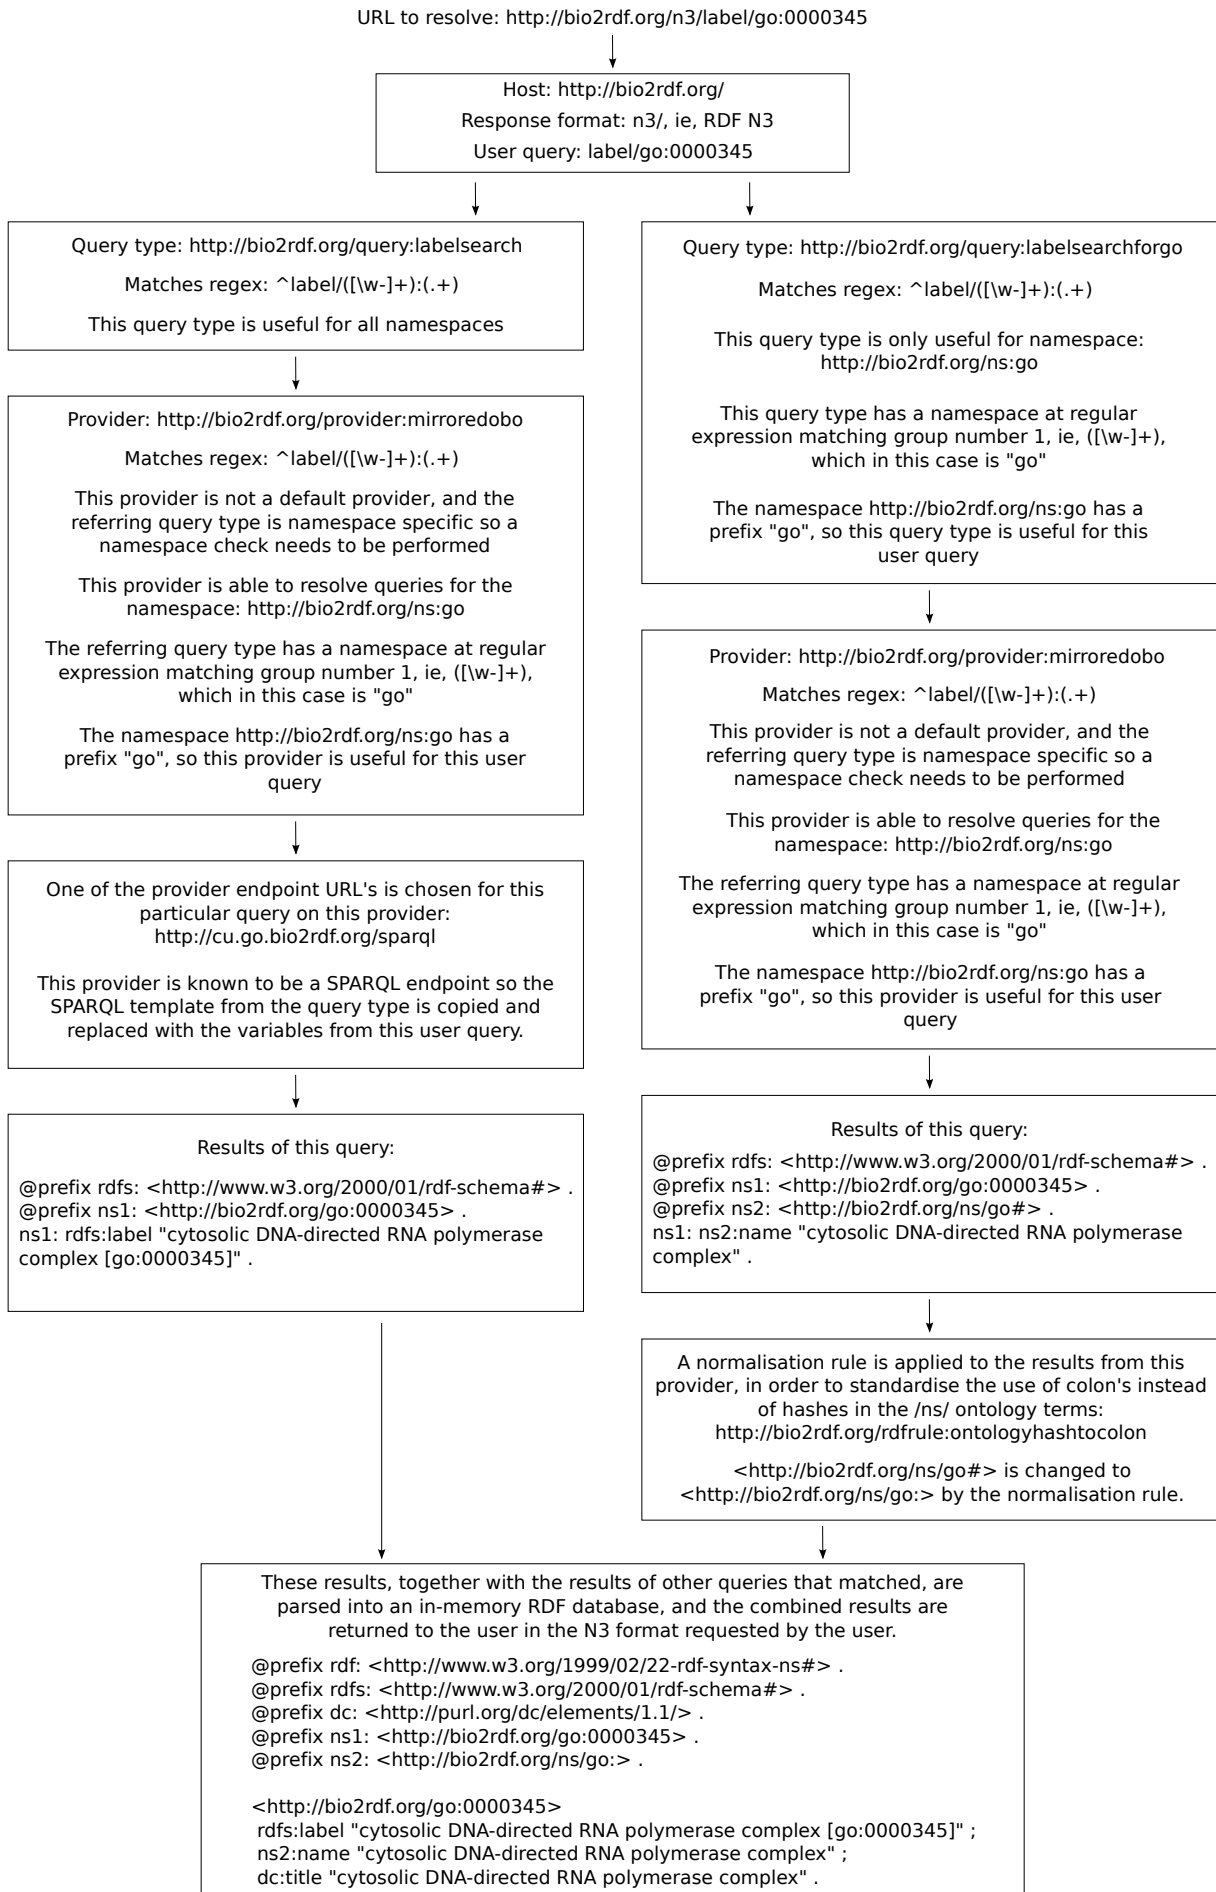 URL to resolve: http://bio2rdf.org/n3/label/go:0000345
Host: http://bio2rdf.org/
Response format: n3/, ie, RDF N3
User query: label/go:0000345
Query type: http://bio2rdf.org/query:labelsearch
Matches regex: ^label/([\w-]+):(.+)
This query type is useful for all namespaces
Provider: http://bio2rdf.org/provider:mirroredobo
Matches regex: ^label/([\w-]+):(.+)
This provider is not a default provider, and the
referring query type is namespace specific so a
namespace check needs to be performed
This provider is able to resolve queries for the
namespace: http://bio2rdf.org/ns:go
The referring query type has a namespace at regular
expression matching group number 1, ie, ([\w-]+),
which in this case is "go"
The namespace http://bio2rdf.org/ns:go has a
prefix "go", so this provider is useful for this user
query
One of the provider endpoint URL's is chosen for this
particular query on this provider:
http://cu.go.bio2rdf.org/sparql
This provider is known to be a SPARQL endpoint so the
SPARQL template from the query type is copied and
replaced with the variables from this user query.
Results of this query:
@prefix rdfs: <http://www.w3.org/2000/01/rdf-schema#> .
@prefix ns1: <http://bio2rdf.org/go:0000345> .
ns1: rdfs:label "cytosolic DNA-directed RNA polymerase
complex [go:0000345]" .
Query type: http://bio2rdf.org/query:labelsearchforgo
Matches regex: ^label/([\w-]+):(.+)
This query type is only useful for namespace:
http://bio2rdf.org/ns:go
This query type has a namespace at regular
expression matching group number 1, ie, ([\w-]+),
which in this case is "go"
The namespace http://bio2rdf.org/ns:go has a
prefix "go", so this query type is useful for this
user query
Provider: http://bio2rdf.org/provider:mirroredobo
Matches regex: ^label/([\w-]+):(.+)
This provider is not a default provider, and the
referring query type is namespace specific so a
namespace check needs to be performed
This provider is able to resolve queries for the
namespace: http://bio2rdf.org/ns:go
The referring query type has a namespace at regular
expression matching group number 1, ie, ([\w-]+),
which in this case is "go"
The namespace http://bio2rdf.org/ns:go has a
prefix "go", so this provider is useful for this user
query
Results of this query:
@prefix rdfs: <http://www.w3.org/2000/01/rdf-schema#> .
@prefix ns1: <http://bio2rdf.org/go:0000345> .
@prefix ns2: <http://bio2rdf.org/ns/go#> .
ns1: ns2:name "cytosolic DNA-directed RNA polymerase
complex" .
A normalisation rule is applied to the results from this
provider, in order to standardise the use of colon's instead
of hashes in the /ns/ ontology terms:
http://bio2rdf.org/rdfrule:ontologyhashtocolon
<http://bio2rdf.org/ns/go#> is changed to
<http://bio2rdf.org/ns/go:> by the normalisation rule.
These results, together with the results of other queries that matched, are
parsed into an in-memory RDF database, and the combined results are
returned to the user in the N3 format requested by the user.
@prefix rdf: <http://www.w3.org/1999/02/22-rdf-syntax-ns#> .
@prefix rdfs: <http://www.w3.org/2000/01/rdf-schema#> .
@prefix dc: <http://purl.org/dc/elements/1.1/> .
@prefix ns1: <http://bio2rdf.org/go:0000345> .
@prefix ns2: <http://bio2rdf.org/ns/go:> .
<http://bio2rdf.org/go:0000345>
rdfs:label "cytosolic DNA-directed RNA polymerase complex [go:0000345]" ;
ns2:name "cytosolic DNA-directed RNA polymerase complex" ;
dc:title "cytosolic DNA-directed RNA polymerase complex" .